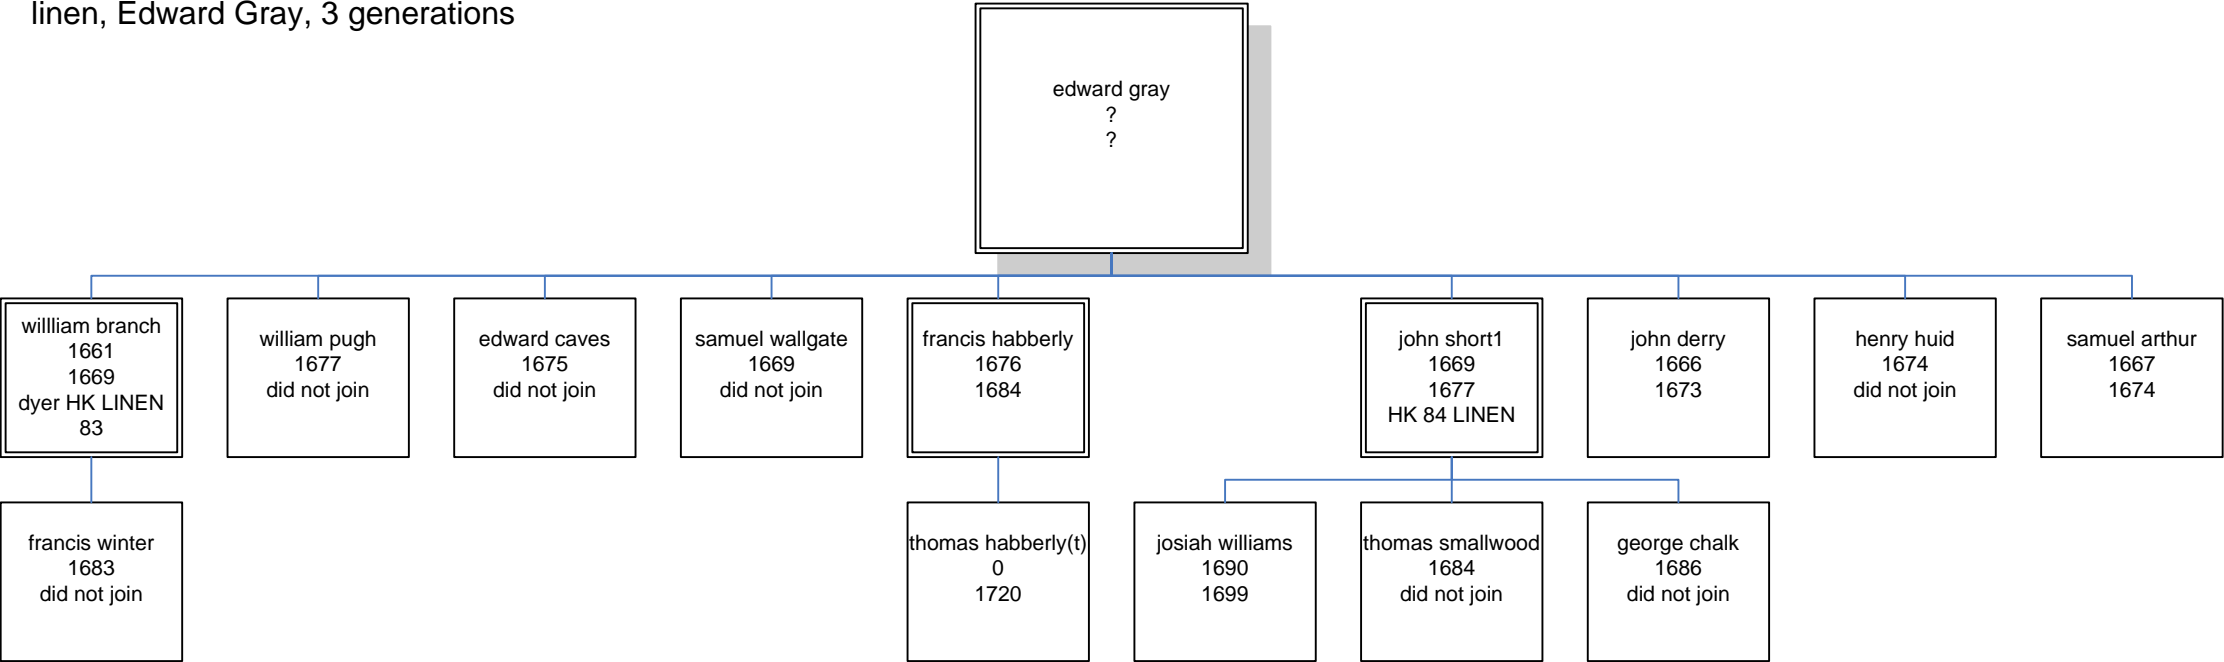 linen, Edward Gray, 3 generations
edward gray
?
?
willliam branch
1661
1669
dyer HK LINEN
83
william pugh
1677
did not join
edward caves
1675
did not join
samuel wallgate
1669
did not join
francis habberly
1676
1684
john short1
1669
1677
HK 84 LINEN
john derry
1666
1673
henry huid
1674
did not join
samuel arthur
1667
1674
francis winter
1683
did not join
thomas habberly(t)
0
1720
josiah williams
1690
1699
thomas smallwood
1684
did not join
george chalk
1686
did not join